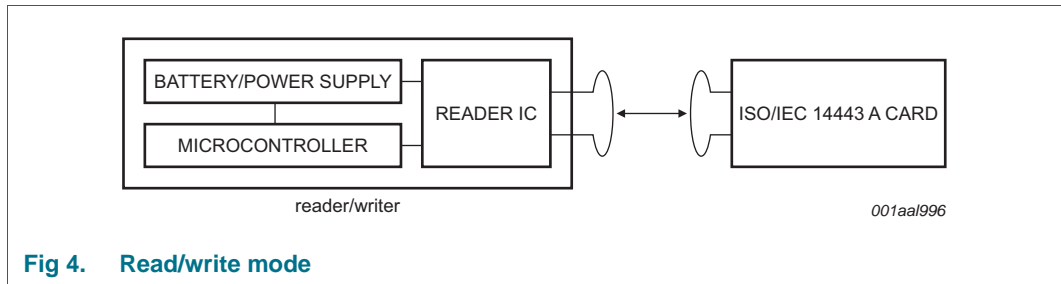 BATTERY/POWER SUPPLY
READER IC
ISO/IEC 14443 A CARD
MICROCONTROLLER
reader/writer
001aal996
Fig 4. Read/write mode